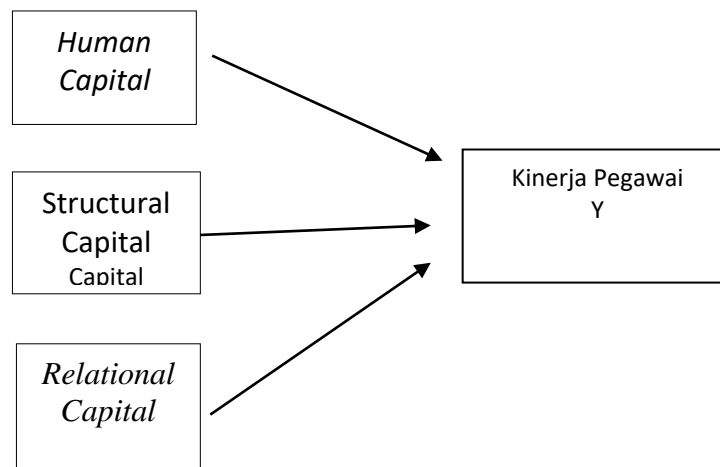 Human
Capital
Structural
Capital
Capital
Relational
Capital
Kinerja Pegawai
Y